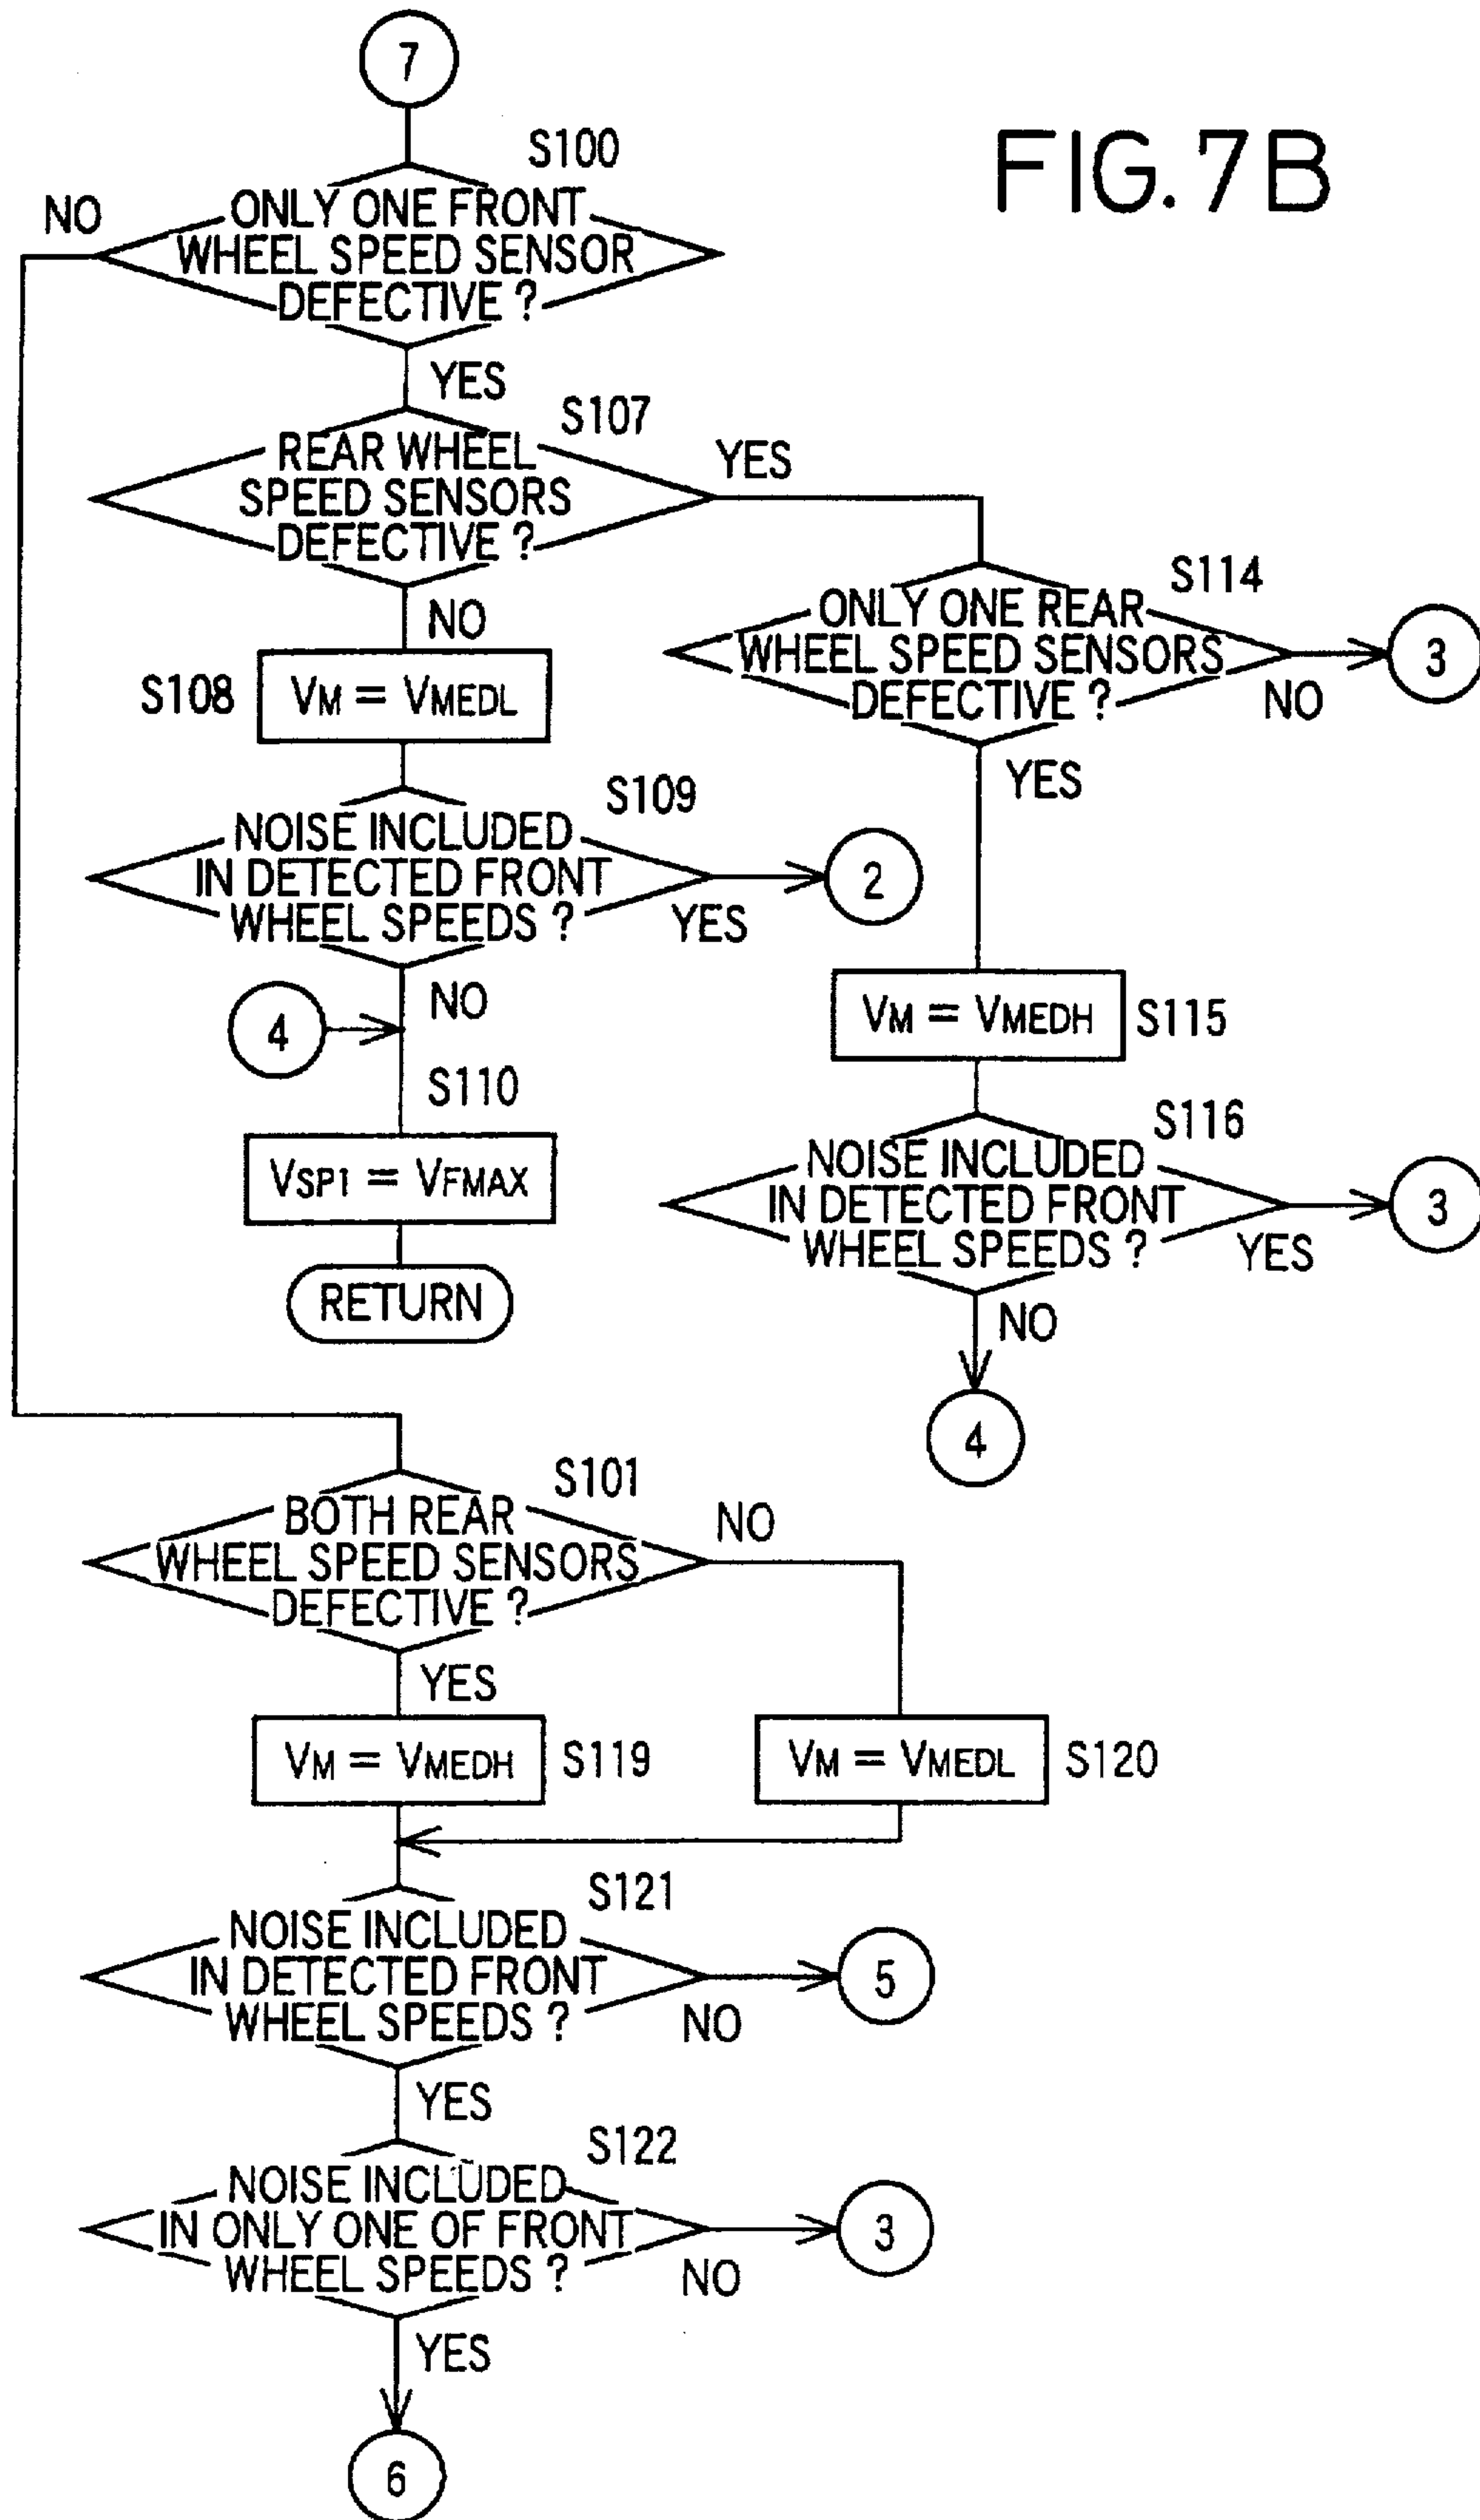 7
FIG. 7B
S100
NO
ONLY ONE FRONT
WHEEL SPEED SENSOR
DEFECTIVE ?
YES
S107
REAR WHEEL
SPEED SENSORS
DEFECTIVE ?
YES
NO
S114
ONLY ONE REAR
WHEEL SPEED SENSORS
DEFECTIVE ?
NO
3
YES
S108
VM = VMEDL
S109
NOISE INCLUDED
IN DETECTED FRONT
WHEEL SPEEDS ?
YES
2
NO
4
S110
VSP1 = VFMAX
RETURN
VM = VMEDH
S115
S116
NOISE INCLUDED
IN DETECTED FRONT
WHEEL SPEEDS ?
YES
3
NO
4
S101
BOTH REAR
WHEEL SPEED SENSORS
DEFECTIVE ?
NO
YES
VM = VMEDH
S119
VM = VMEDL
S120
S121
NOISE INCLUDED
IN DETECTED FRONT
WHEEL SPEEDS ?
NO
5
YES
S122
NOISE INCLUDED
IN ONLY ONE OF FRONT
WHEEL SPEEDS ?
NO
3
YES
6